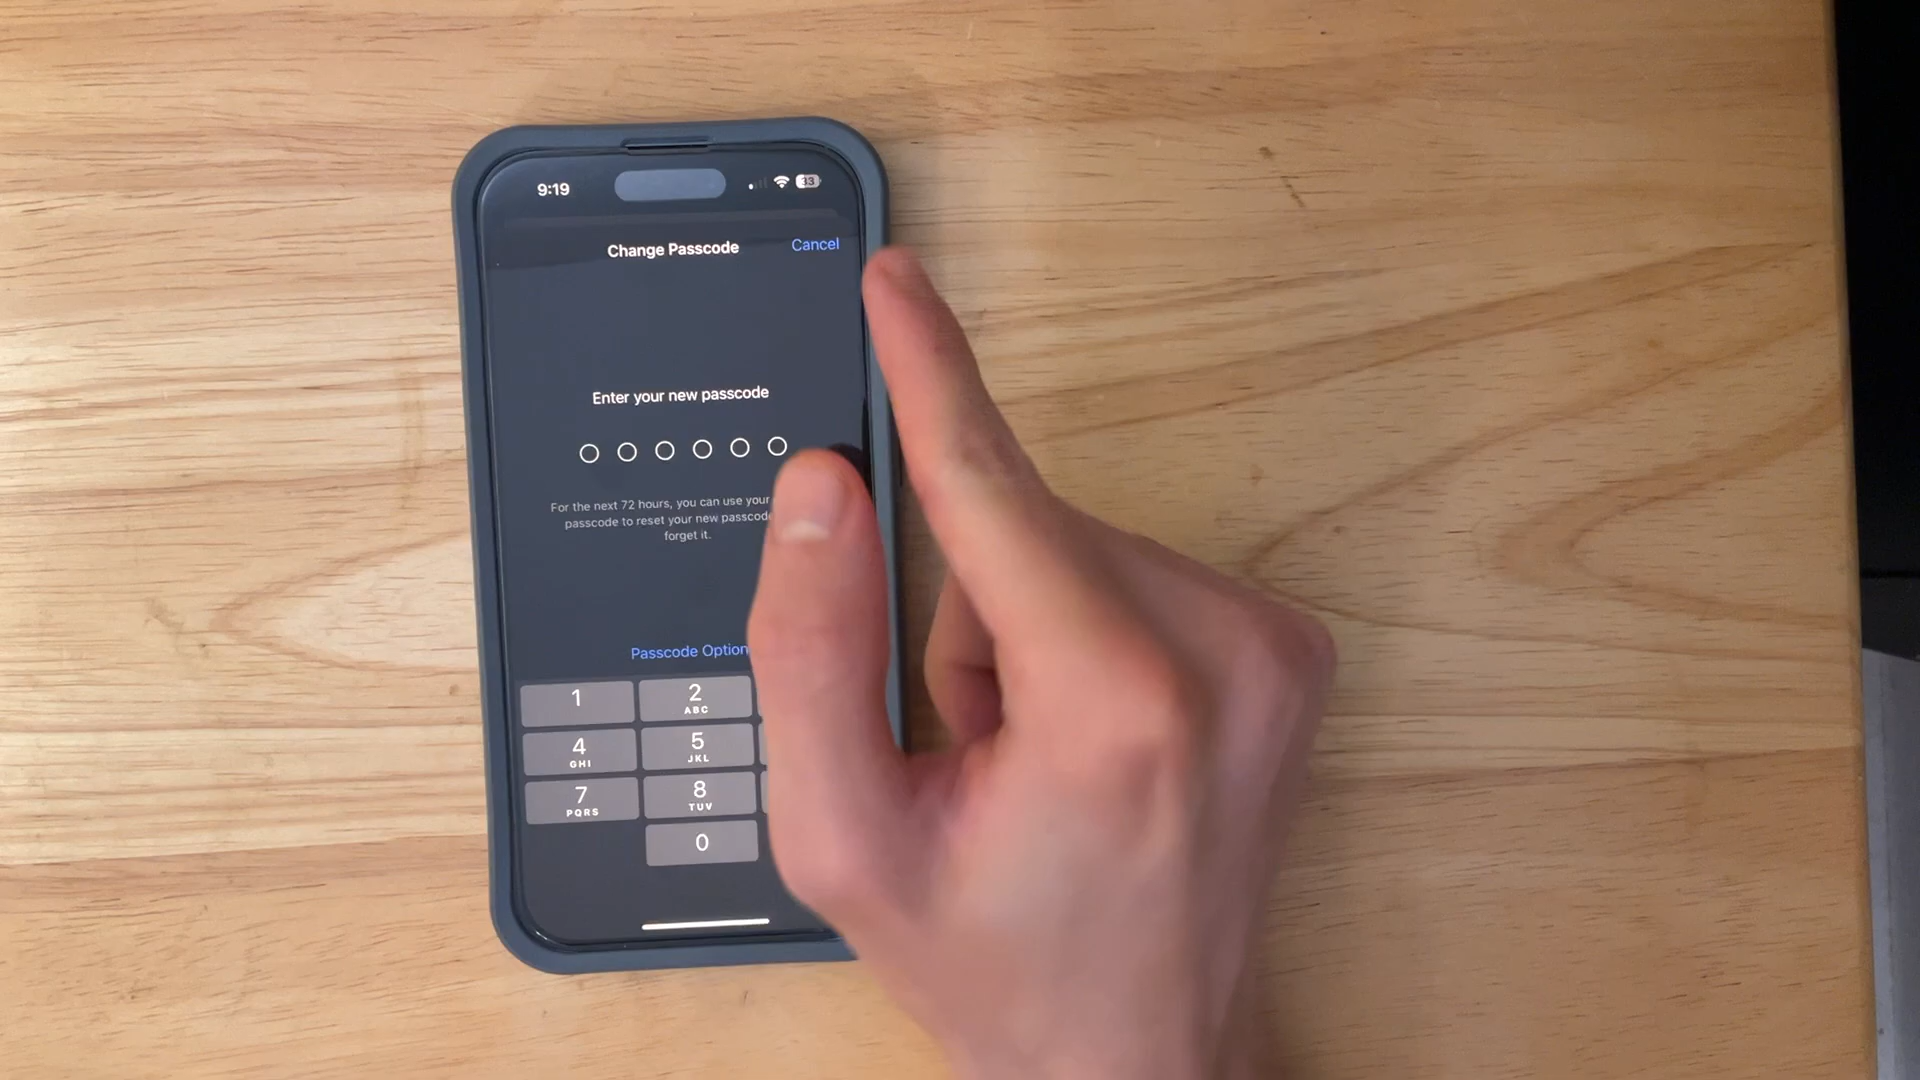 9:19
33
Change Passcode
Cancel
Enter your new passcode
For the next 72 hours, you can use your
passcode to reset your new passcode
forget it.
Passcode Option
1
2
ABC
4
GHI
5
JKL
7
PQRS
8
TUV
0